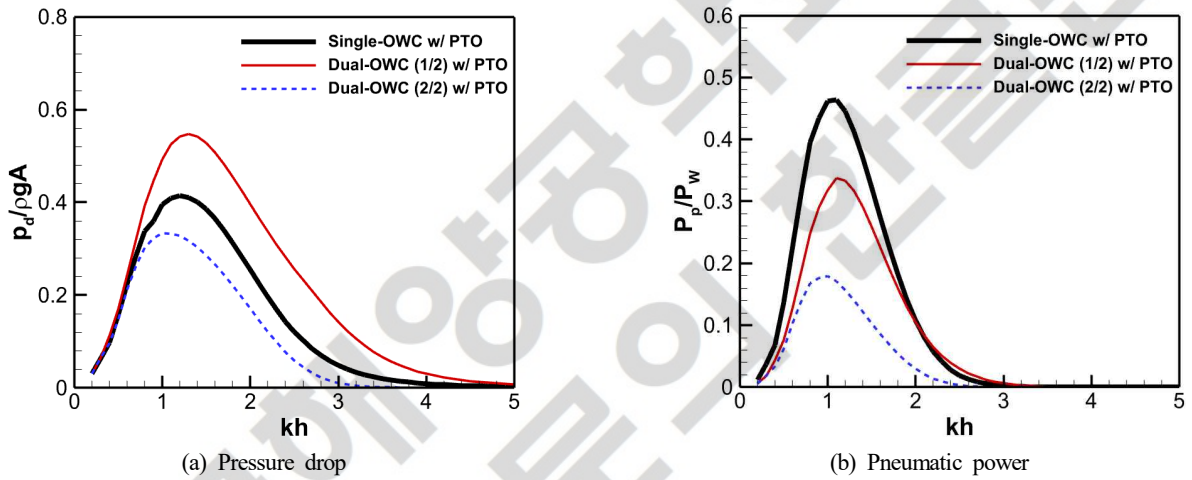 0.8
0.6
0.4
0.2
0
p_d/ρgA
Single-OWC w/ PTO
Dual-OWC (1/2) w/ PTO
Dual-OWC (2/2) w/ PTO
0 1 2 3 4 5
kh
(a) Pressure drop
0.6
0.5
0.4
0.3
0.2
0.1
0
P_p/P_W
Single-OWC w/ PTO
Dual-OWC (1/2) w/ PTO
Dual-OWC (2/2) w/ PTO
0 1 2 3 4 5
kh
(b) Pneumatic power